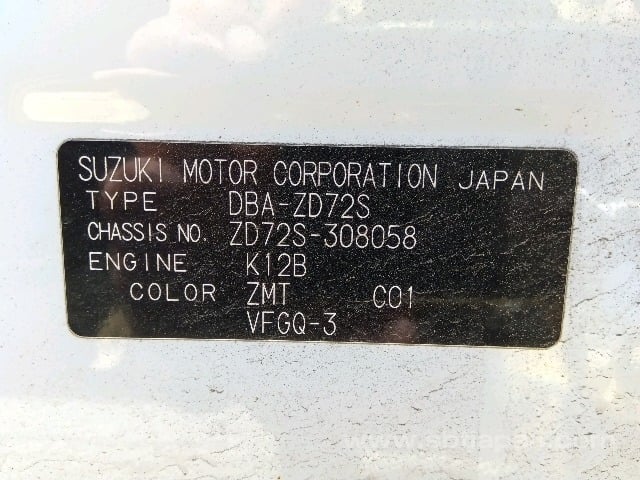 SUZUKI MOTOR CORPORATION JAPAN
TYPE DBA-ZD72S
CHASSIS NO. ZD72S-308058
ENGINE K12B
COLOR ZMT C01
VFGQ-3